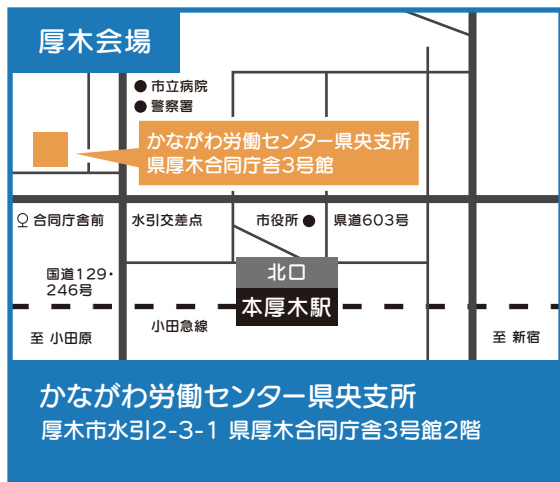 厚木会場
市立病院
警察署
かながわ労働センター県央支所
県厚木合同庁舎3号館
合同庁舎前
水引交差点
市役所
県道603号
国道129・
246号
北口
本厚木駅
小田急線
至 小田原
至 新宿
かながわ労働センター県央支所
厚木市水引2-3-1 県厚木合同庁舎3号館2階